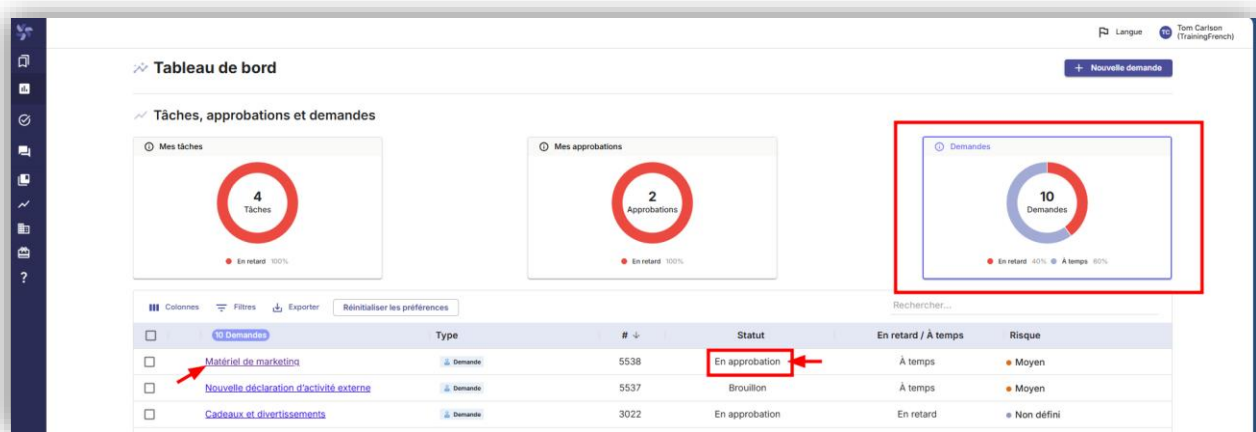 Langue
TC
Tom Carlson
(TrainingFrench)
Tableau de bord
+ Nouvelle demande
Tâches, approbations et demandes
Mes tâches
4
Tâches
En retard 100%
Mes approbations
2
Approbations
En retard 100%
Demandes
10
Demandes
En retard 40% À temps 60%
Colonnes Filtres Exporter Réinitialiser les préférences Rechercher...
10 Demandes Type # Statut En retard / À temps Risque
Matériel de marketing Demande 5538 En approbation À temps Moyen
Nouvelle déclaration d'activité externe Demande 5537 Brouillon À temps Moyen
Cadeaux et divertissements Demande 3022 En approbation En retard Non défini
?